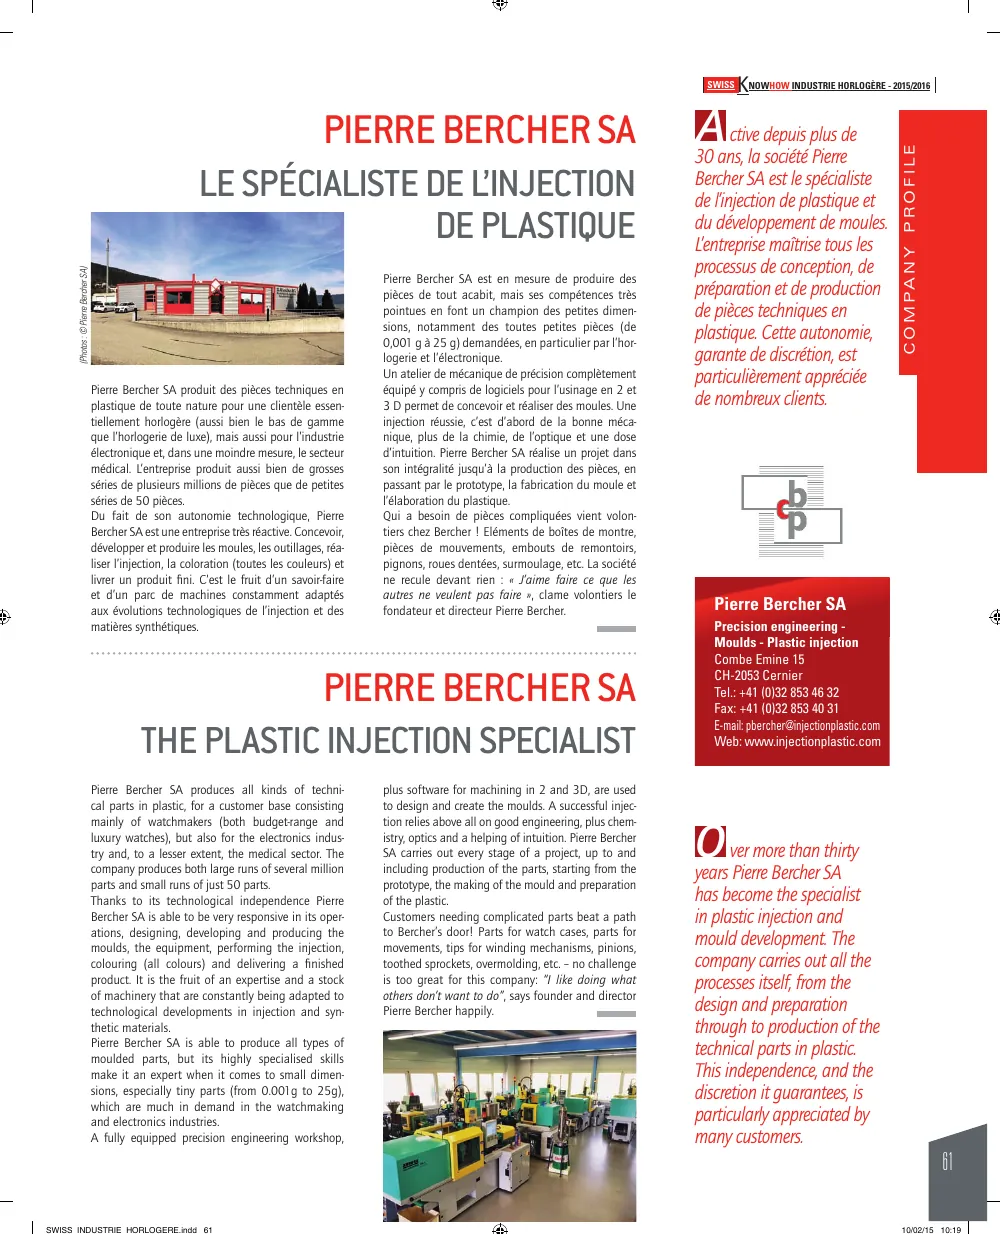 SWISS KNOWHOW INDUSTRIE HORLOGÈRE - 2015/2016
PIERRE BERCHER SA
LE SPÉCIALISTE DE L’INJECTION
DE PLASTIQUE
(Photos : © Pierre Bercher SA)
Pierre Bercher SA produit des pièces techniques en
plastique de toute nature pour une clientèle essen-
tiellement horlogère (aussi bien le bas de gamme
que l’horlogerie de luxe), mais aussi pour l’industrie
électronique et, dans une moindre mesure, le secteur
médical. L’entreprise produit aussi bien de grosses
séries de plusieurs millions de pièces que de petites
séries de 50 pièces.
Du fait de son autonomie technologique, Pierre
Bercher SA est une entreprise très réactive. Concevoir,
développer et produire les moules, les outillages, réa-
liser l’injection, la coloration (toutes les couleurs) et
livrer un produit fini. C’est le fruit d’un savoir-faire
et d’un parc de machines constamment adaptés
aux évolutions technologiques de l’injection et des
matières synthétiques.
Pierre Bercher SA est en mesure de produire des
pièces de tout acabit, mais ses compétences très
pointues en font un champion des petites dimen-
sions, notamment des toutes petites pièces (de
0,001 g à 25 g) demandées, en particulier par l’hor-
logerie et l’électronique.
Un atelier de mécanique de précision complètement
équipé y compris de logiciels pour l’usinage en 2 et
3 D permet de concevoir et réaliser des moules. Une
injection réussie, c’est d’abord de la bonne méca-
nique, plus de la chimie, de l’optique et une dose
d’intuition. Pierre Bercher SA réalise un projet dans
son intégralité jusqu’à la production des pièces, en
passant par le prototype, la fabrication du moule et
l’élaboration du plastique.
Qui a besoin de pièces compliquées vient volon-
tiers chez Bercher ! Eléments de boîtes de montre,
pièces de mouvements, embouts de remontoirs,
pignons, roues dentées, surmoulage, etc. La société
ne recule devant rien : « J’aime faire ce que les
autres ne veulent pas faire », clame volontiers le
fondateur et directeur Pierre Bercher.
Active depuis plus de
30 ans, la société Pierre
Bercher SA est le spécialiste
de l’injection de plastique et
du développement de moules.
L’entreprise maîtrise tous les
processus de conception, de
préparation et de production
de pièces techniques en
plastique. Cette autonomie,
garante de discrétion, est
particulièrement appréciée
de nombreux clients.
COMPANY PROFILE
b
c
p
Pierre Bercher SA
Precision engineering -
Moulds - Plastic injection
Combe Emine 15
CH-2053 Cernier
Tel.: +41 (0)32 853 46 32
Fax: +41 (0)32 853 40 31
E-mail: pbercher@injectionplastic.com
Web: www.injectionplastic.com
PIERRE BERCHER SA
THE PLASTIC INJECTION SPECIALIST
Pierre Bercher SA produces all kinds of techni-
cal parts in plastic, for a customer base consisting
mainly of watchmakers (both budget-range and
luxury watches), but also for the electronics indus-
try and, to a lesser extent, the medical sector. The
company produces both large runs of several million
parts and small runs of just 50 parts.
Thanks to its technological independence Pierre
Bercher SA is able to be very responsive in its oper-
ations, designing, developing and producing the
moulds, the equipment, performing the injection,
colouring (all colours) and delivering a finished
product. It is the fruit of an expertise and a stock
of machinery that are constantly being adapted to
technological developments in injection and syn-
thetic materials.
Pierre Bercher SA is able to produce all types of
moulded parts, but its highly specialised skills
make it an expert when it comes to small dimen-
sions, especially tiny parts (from 0.001g to 25g),
which are much in demand in the watchmaking
and electronics industries.
A fully equipped precision engineering workshop,
plus software for machining in 2 and 3D, are used
to design and create the moulds. A successful injec-
tion relies above all on good engineering, plus chem-
istry, optics and a helping of intuition. Pierre Bercher
SA carries out every stage of a project, up to and
including production of the parts, starting from the
prototype, the making of the mould and preparation
of the plastic.
Customers needing complicated parts beat a path
to Bercher’s door! Parts for watch cases, parts for
movements, tips for winding mechanisms, pinions,
toothed sprockets, overmolding, etc. – no challenge
is too great for this company: “I like doing what
others don’t want to do”, says founder and director
Pierre Bercher happily.
Over more than thirty
years Pierre Bercher SA
has become the specialist
in plastic injection and
mould development. The
company carries out all the
processes itself, from the
design and preparation
through to production of the
technical parts in plastic.
This independence, and the
discretion it guarantees, is
particularly appreciated by
many customers.
61
SWISS_INDUSTRIE_HORLOGERE.indd 61
10/02/15 10:19